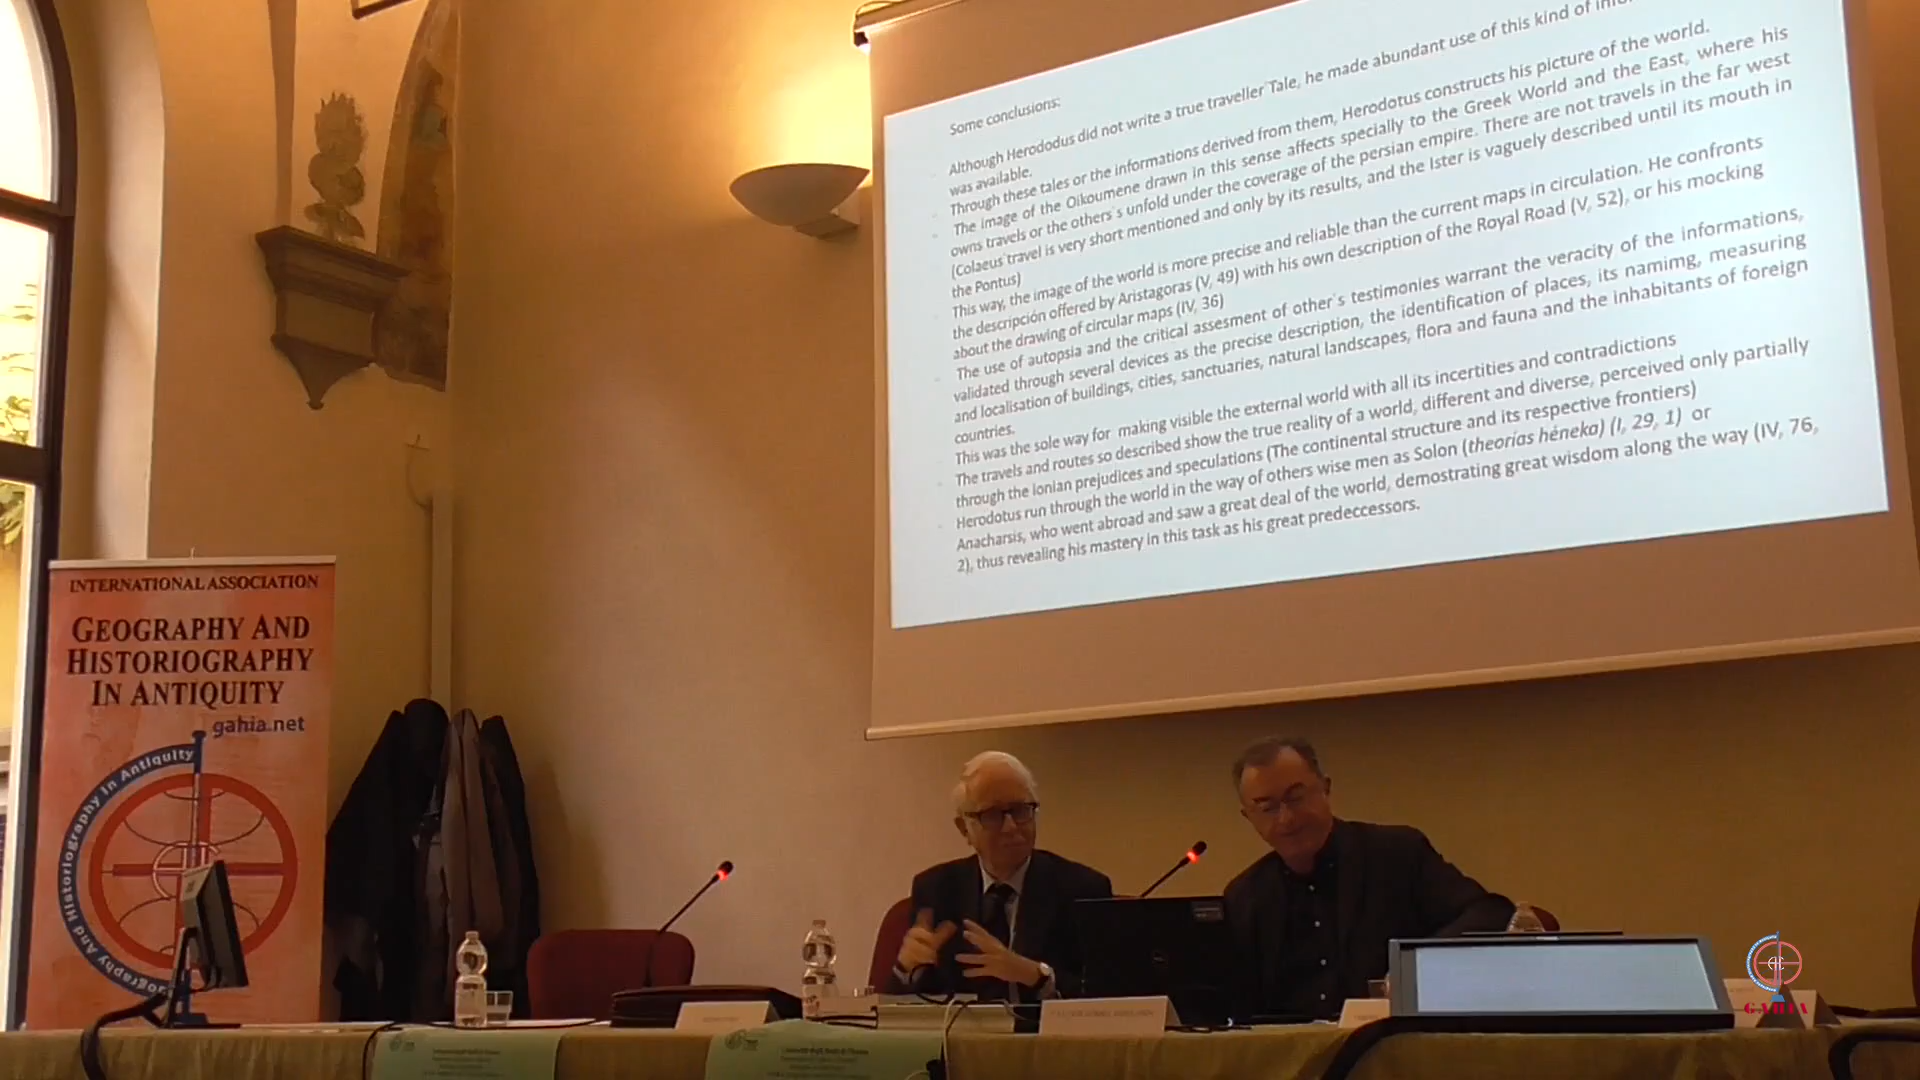 Some conclusions:
Although Herododus did not write a true traveller´Tale, he made abundant use of this kind of
was available.
Through these tales or the informations derived from them, Herodotus constructs his picture of the world.
The image of the Oikoumene drawn in this sense affects specially to the Greek World and the East, where his
owns travels or the others´s unfold under the coverage of the persian empire. There are not travels in the far west
(Colaeus´travel is very short mentioned and only by its results, and the Ister is vaguely described until its mouth in
the Pontus)
This way, the image of the world is more precise and reliable than the current maps in circulation. He confronts
the descripción offered by Aristagoras (V, 49) with his own description of the Royal Road (V, 52), or his mocking
about the drawing of circular maps (IV, 36)
The use of autopsia and the critical assesment of other´s testimonies warrant the veracity of the informations,
validated through several devices as the precise description, the identification of places, its namimg, measuring
and localisation of buildings, cities, sanctuaries, natural landscapes, flora and fauna and the inhabitants of foreign
countries.
This was the sole way for making visible the external world with all its incertities and contradictions
The travels and routes so described show the true reality of a world, different and diverse, perceived only partially
through the ionian prejudices and speculations (The continental structure and its respective frontiers)
Herodotus run through the world in the way of others wise men as Solon (theorías héneka) (I, 29, 1) or
Anacharsis, who went abroad and saw a great deal of the world, demostrating great wisdom along the way (IV, 76,
2), thus revealing his mastery in this task as his great predeccessors.
INTERNATIONAL ASSOCIATION
GEOGRAPHY AND
HISTORIOGRAPHY
IN ANTIQUITY
gahia.net
Geography And Historiography In Antiquity
DELL
GAHIA